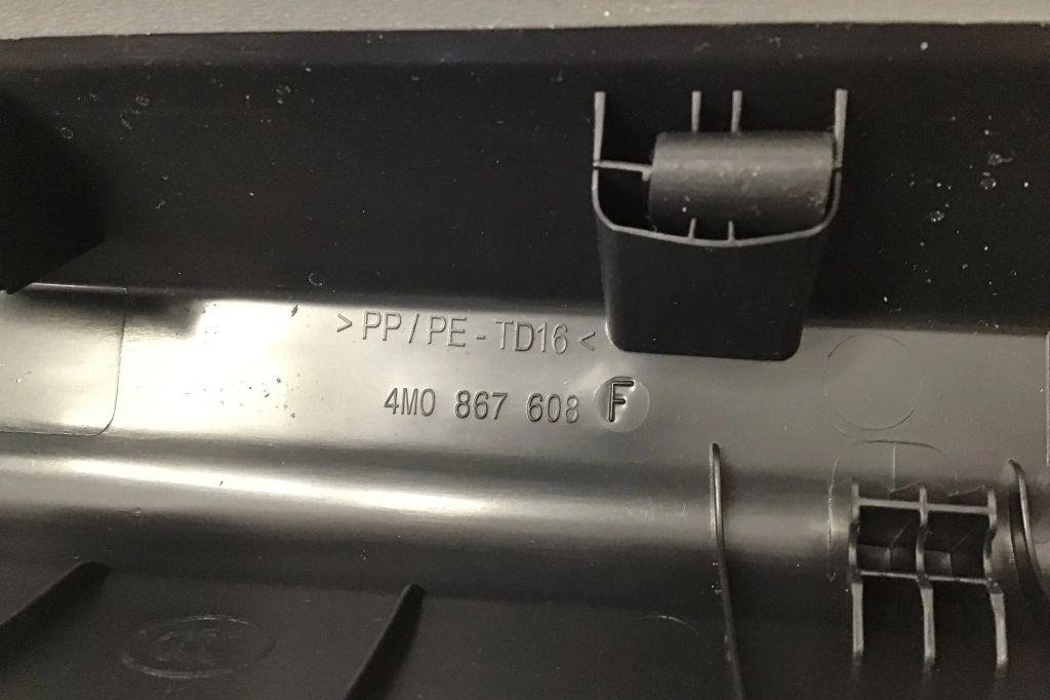 >PP/PE-TD16<
4M0 867 608 F